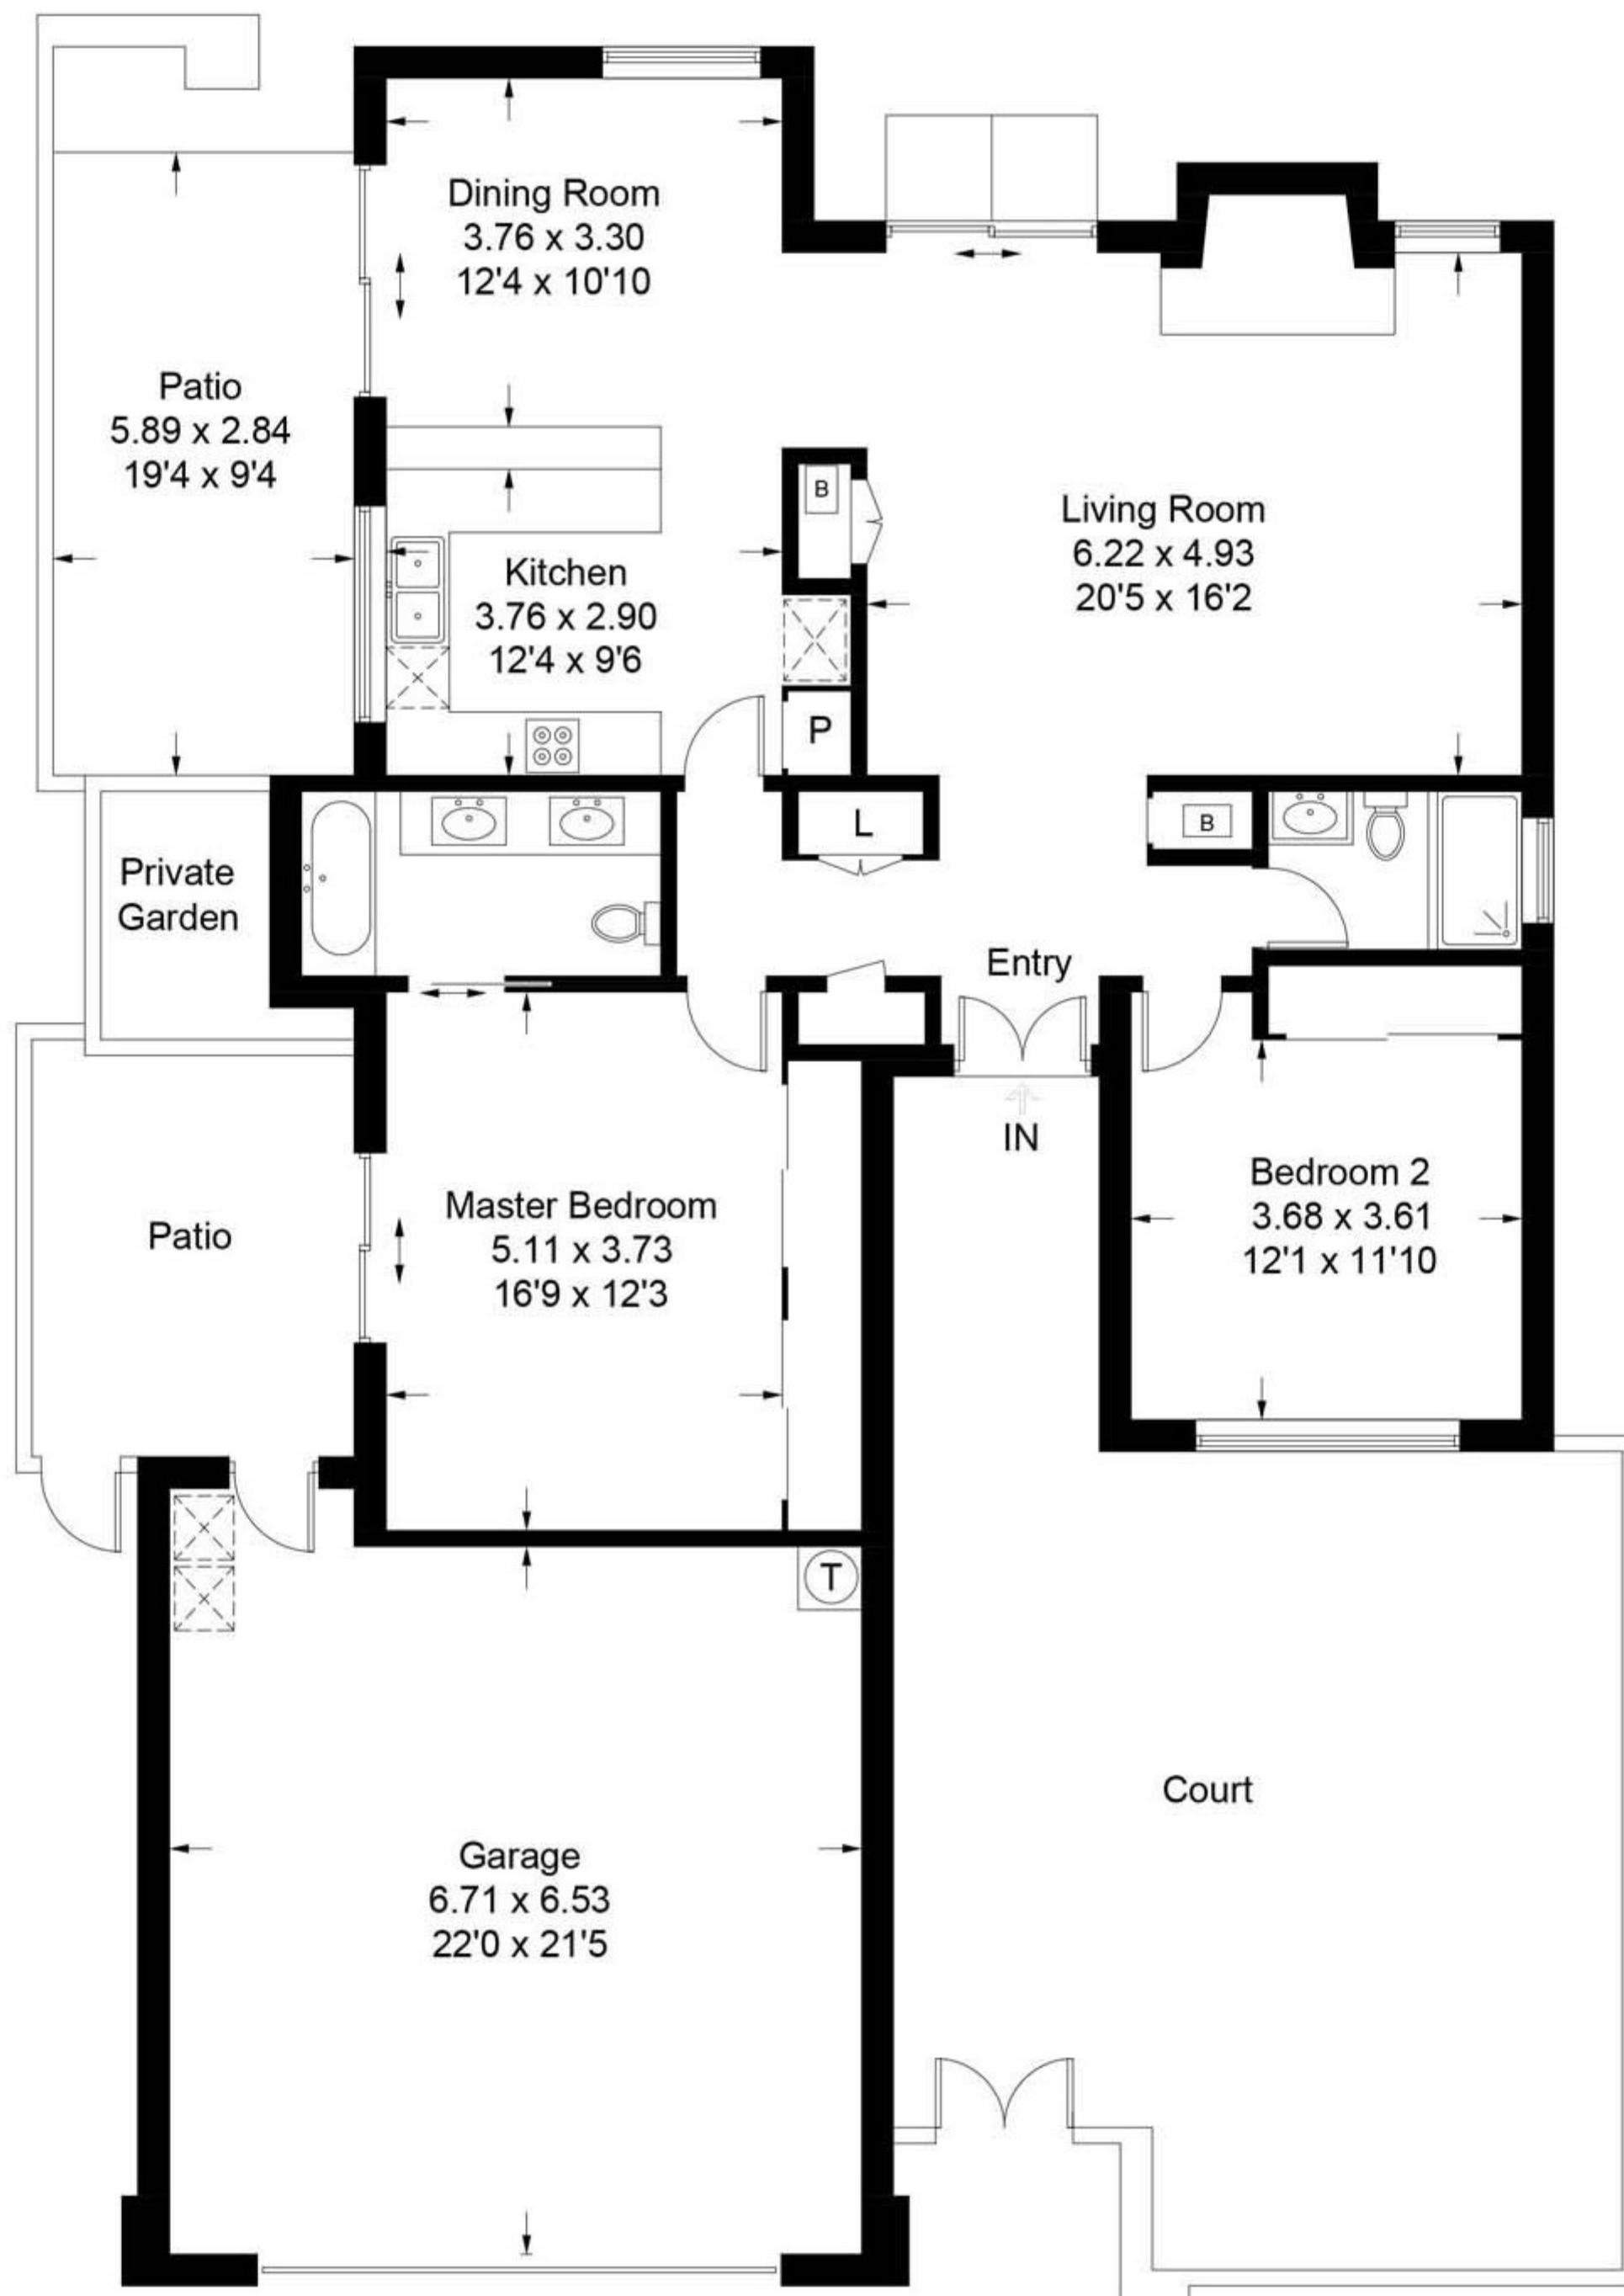 Dining Room
3.76 x 3.30
12'4 x 10'10
Patio
5.89 x 2.84
19'4 x 9'4
B
Living Room
6.22 x 4.93
20'5 x 16'2
Kitchen
3.76 x 2.90
12'4 x 9'6
P
L
B
Private
Garden
Entry
IN
Patio
Master Bedroom
5.11 x 3.73
16'9 x 12'3
Bedroom 2
3.68 x 3.61
12'1 x 11'10
T
Court
Garage
6.71 x 6.53
22'0 x 21'5